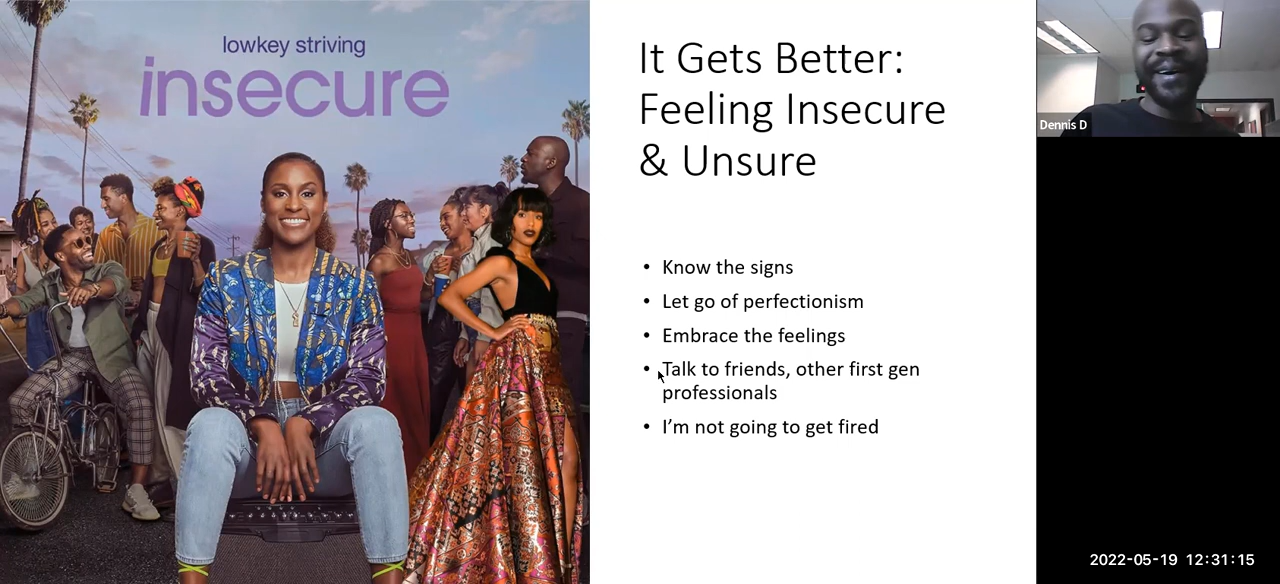 lowkey striving
insecure
It Gets Better:
Feeling Insecure
& Unsure
• Know the signs
• Let go of perfectionism
• Embrace the feelings
• Talk to friends, other first gen
professionals
• I’m not going to get fired
Dennis D
2022-05-19 12:31:15